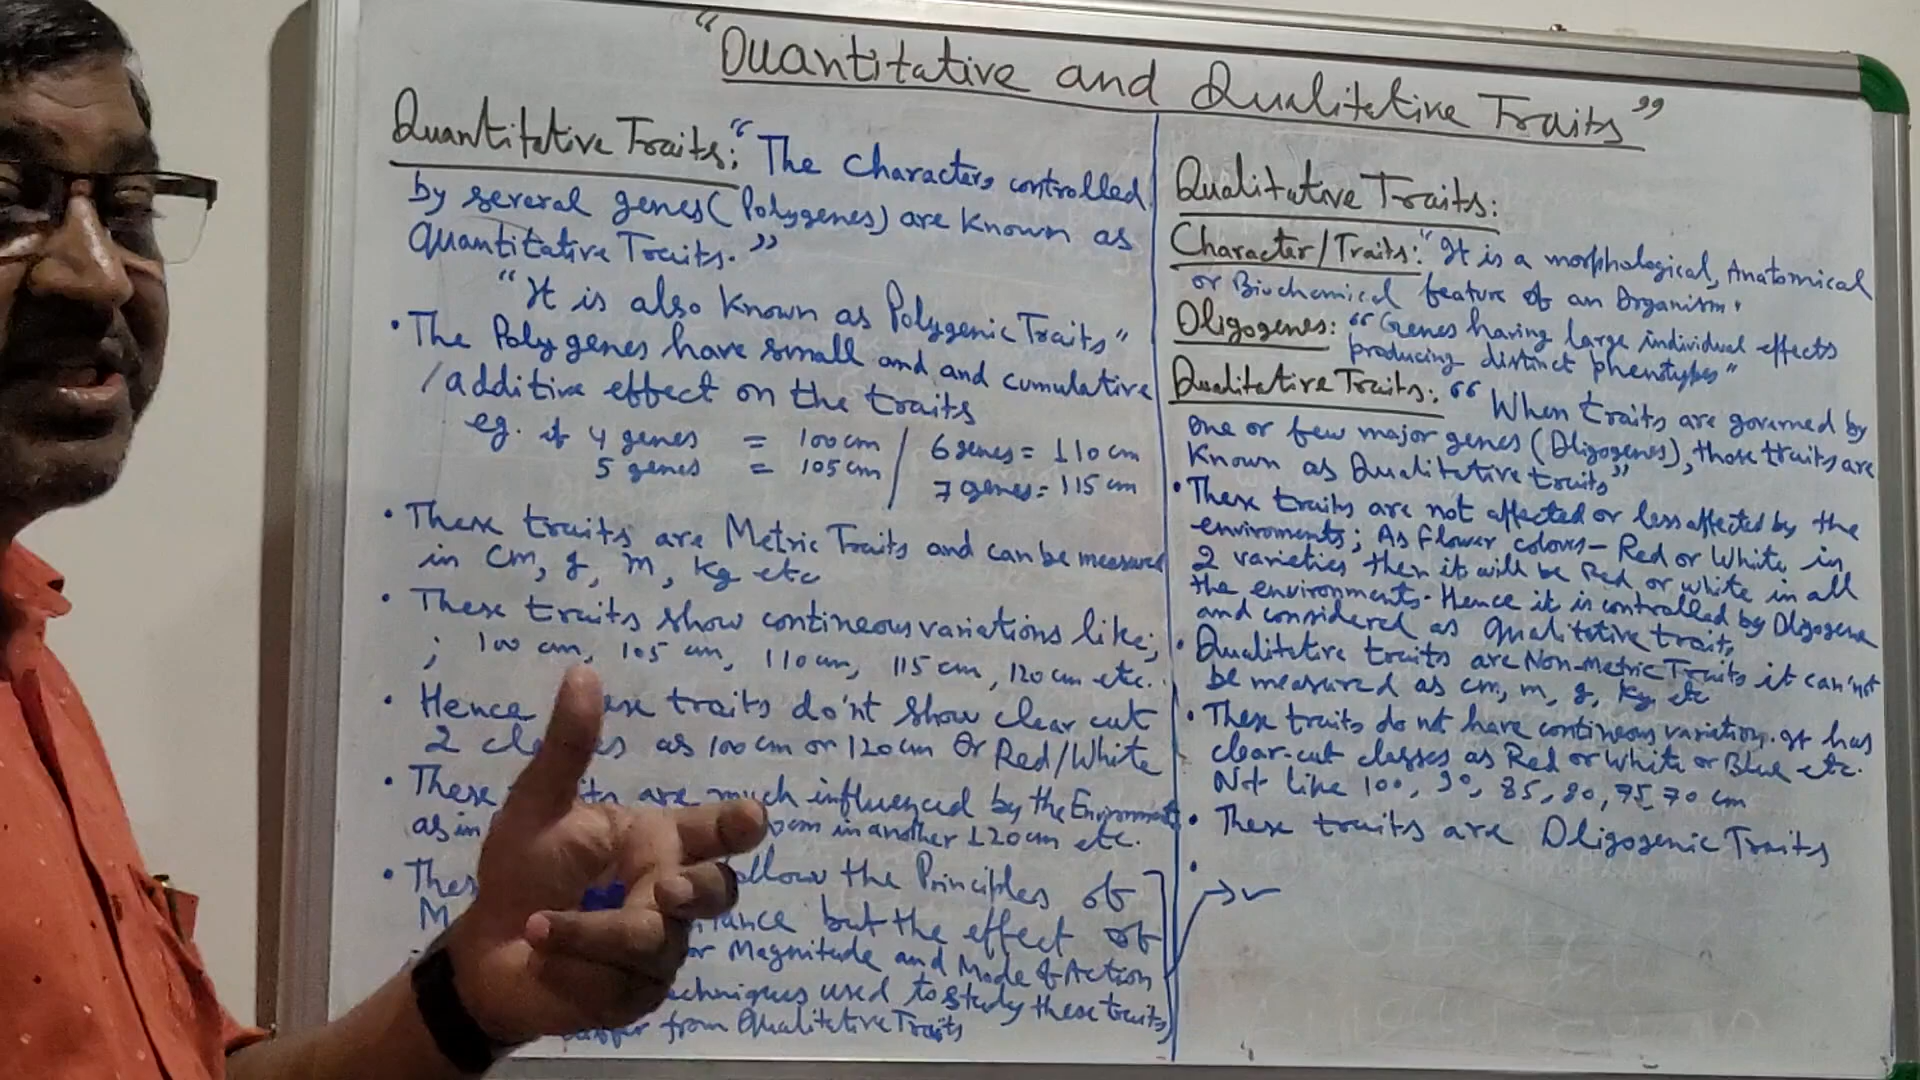 "Quantitative and Qualitative Traits"
Quantitative Traits: "The Characters controlled
by several genes (Polygenes) are known as
Quantitative Traits."
"It is also known as Polygenic Traits"
• The Poly genes have small and and cumulative
/additive effect on the traits
eg. if 4 genes = 100 cm / 6 genes = 110 cm
5 genes = 105 cm / 7 genes = 115 cm
• These traits are Metric Traits and can be measured
in cm, g, m, kg etc
• These traits show contineous variations like;
; 100 cm, 105 cm, 110 cm, 115 cm, 120 cm etc.
• Hence traits do'nt show clear cut
2 as 100 cm or 120 cm Or Red/White
• These are much influenced by the Environment
as in cm in another 120 cm etc.
• the Principles of
but the effect of
or Magnitude and Mode of Action
used to study these traits
from Qualitative Traits
Qualitative Traits:
Character/Traits: "It is a morphological, Anatomical
or Biochemical feature of an Organism.
Oligogenes: "Genes having large individual effects
producing distinct phenotypes"
Qualitative Traits: "When traits are governed by
one or few major genes (Oligogenes), those traits are
known as Qualitative traits"
• These traits are not affected or less affected by the
enviroments; As flower colours - Red or White in
2 varieties then it will be Red or white in all
the environments. Hence it is controlled by Oligogene
and considered as qualitative trait.
• Qualitative traits are Non-metric Traits it can'not
be measured as cm, m, g, kg etc
• These traits do not have contineous variation. It has
clear-cut classes as Red or White or Blue etc.
Not like 100, 90, 85, 80, 75, 70 cm
• These traits are Oligogenic Traits